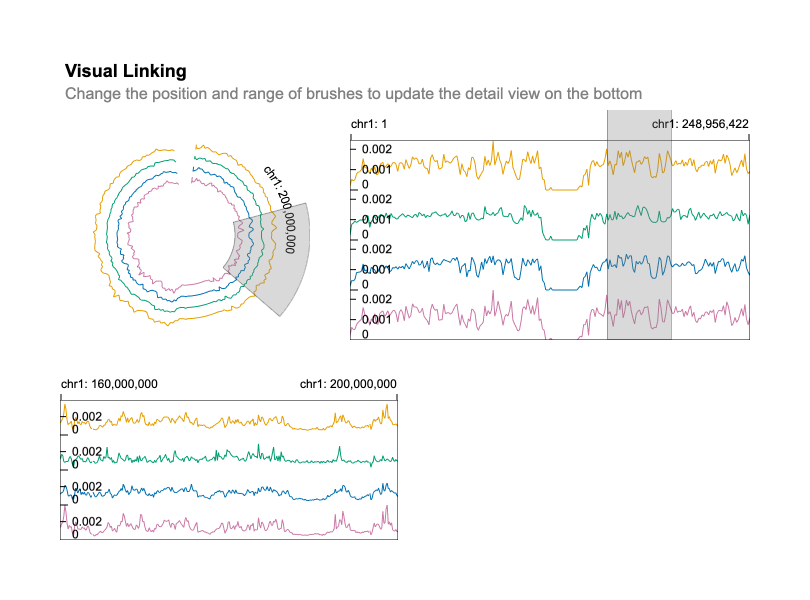 Visual Linking
Change the position and range of brushes to update the detail view on the bottom
chr1: 200,000,000
chr1: 1
chr1: 248,956,422
0.002
0.001
0
0.002
0.001
0
0.002
0.001
0
0.002
0.001
0
chr1: 160,000,000
chr1: 200,000,000
0.002
0
0.002
0
0.002
0
0.002
0